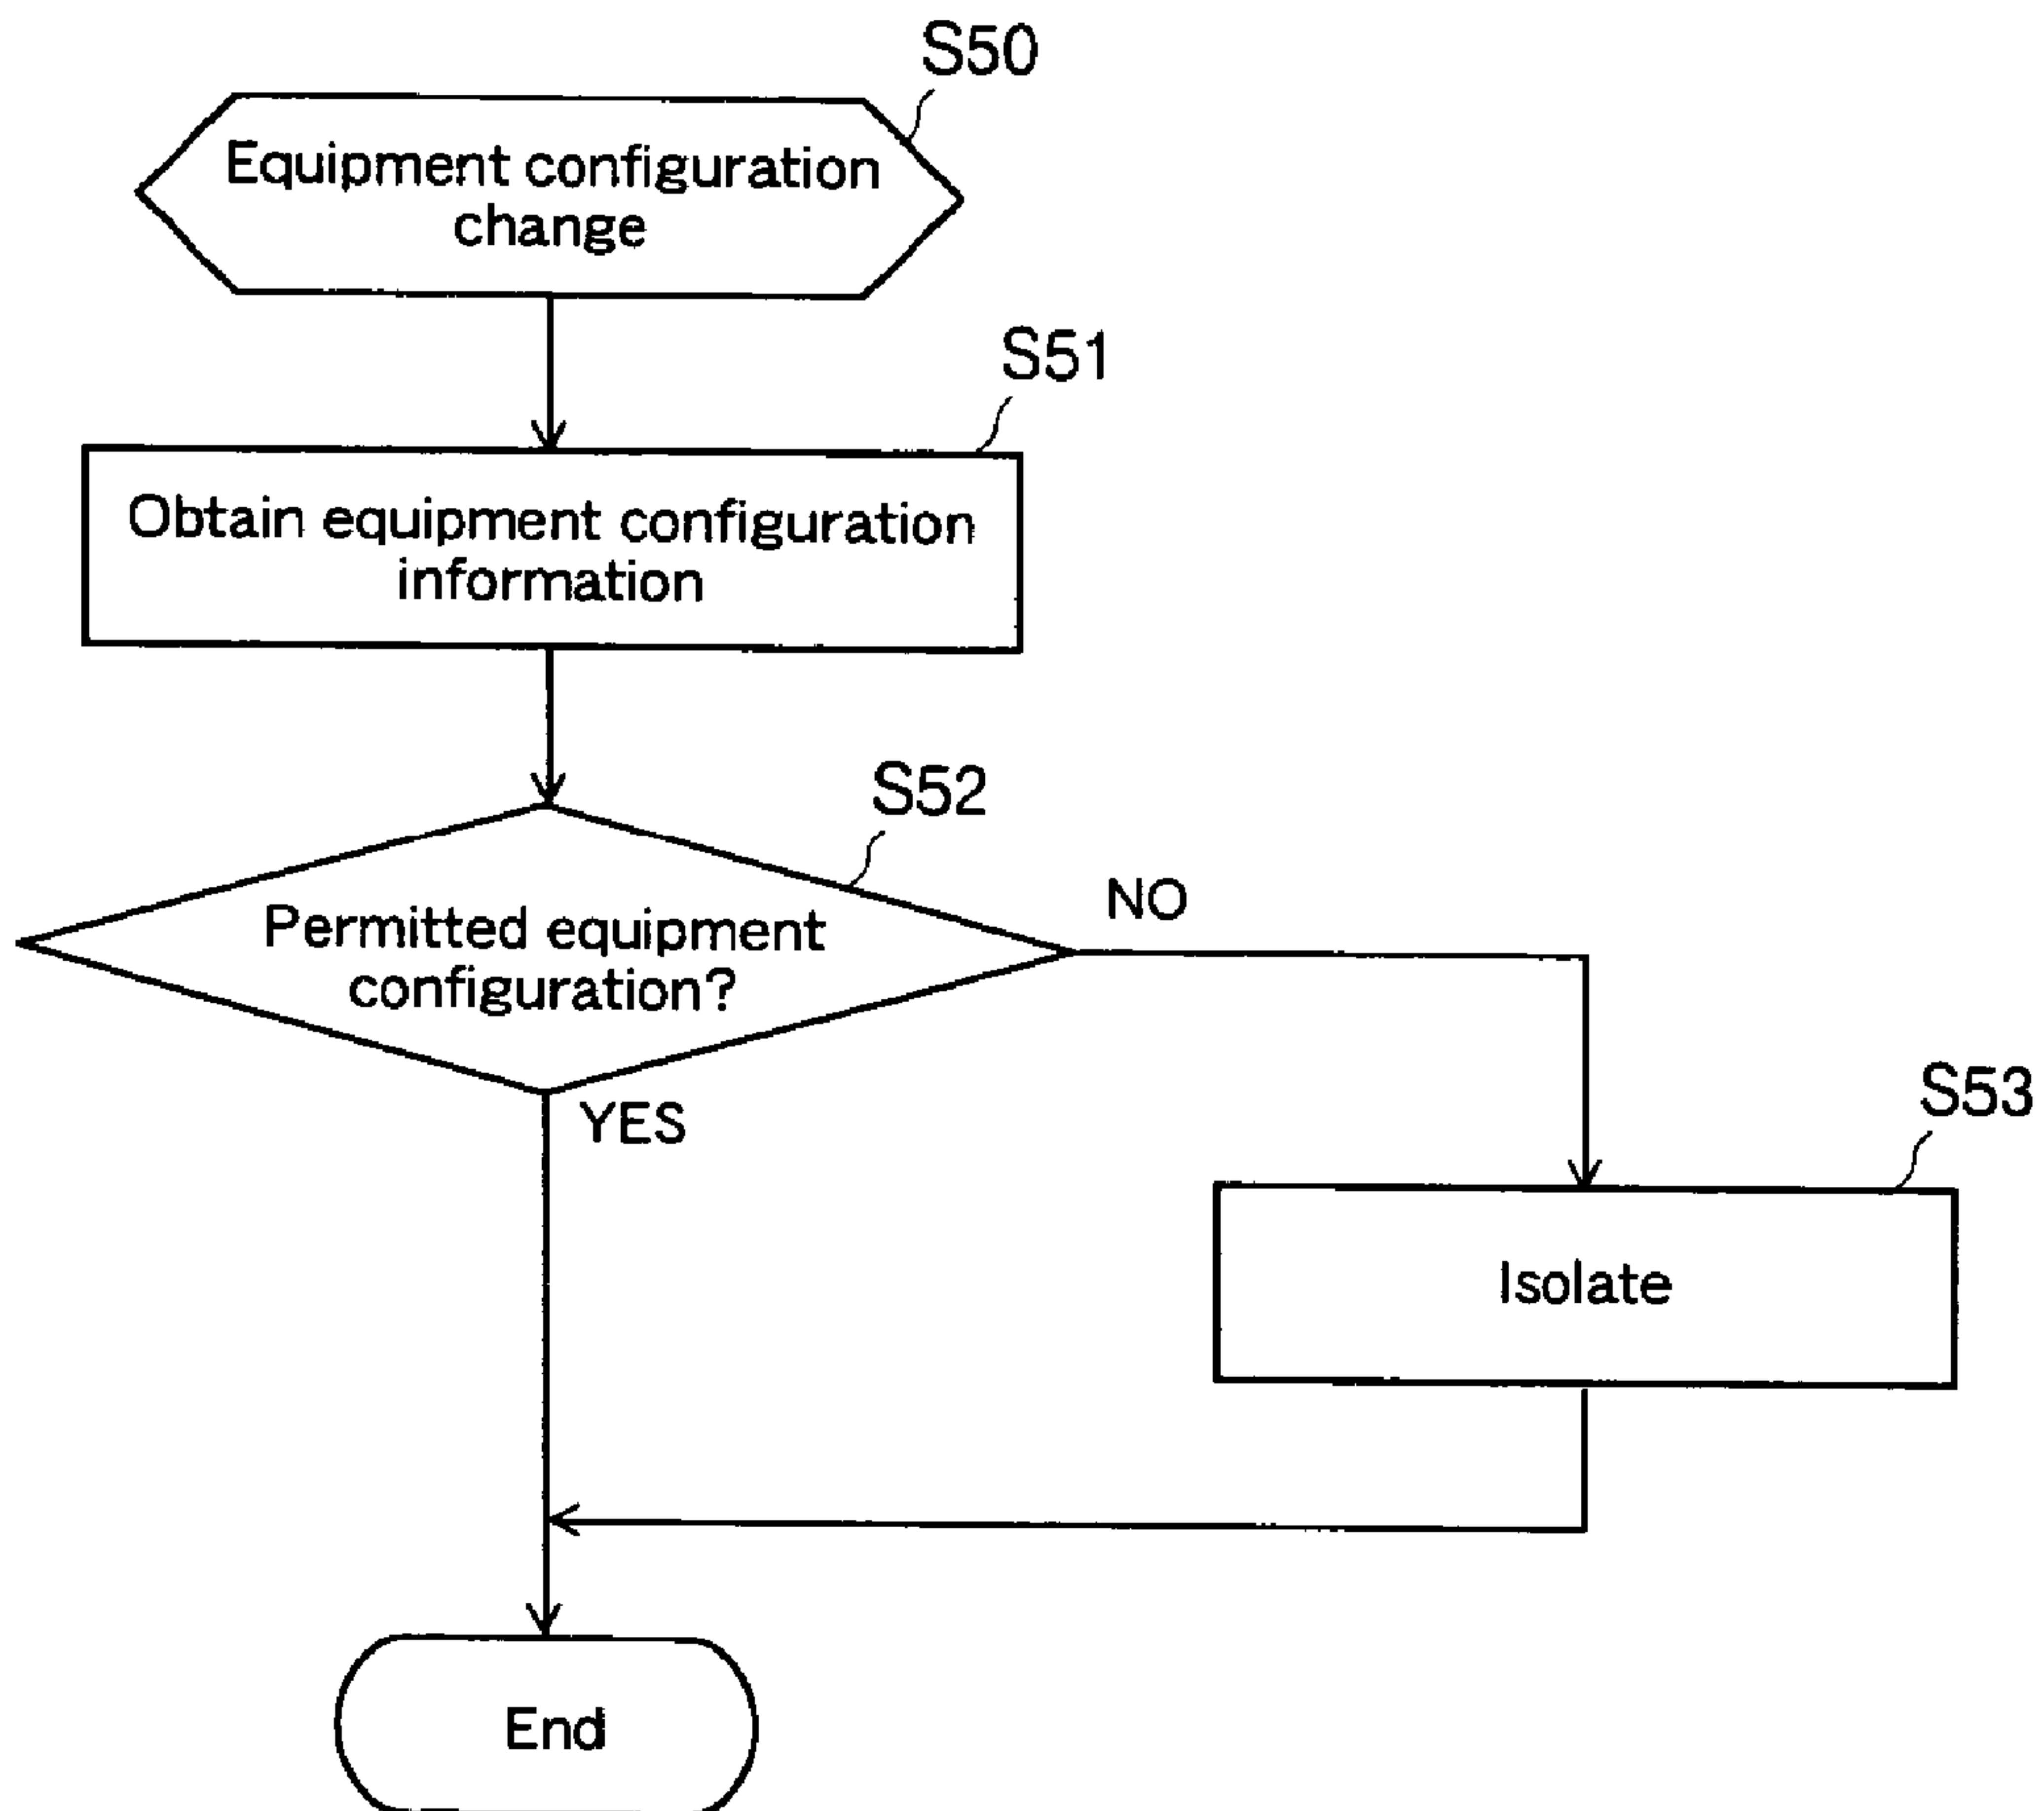 S50
Equipment configuration
change
S51
Obtain equipment configuration
information
S52
Permitted equipment
configuration?
NO
YES
S53
Isolate
End